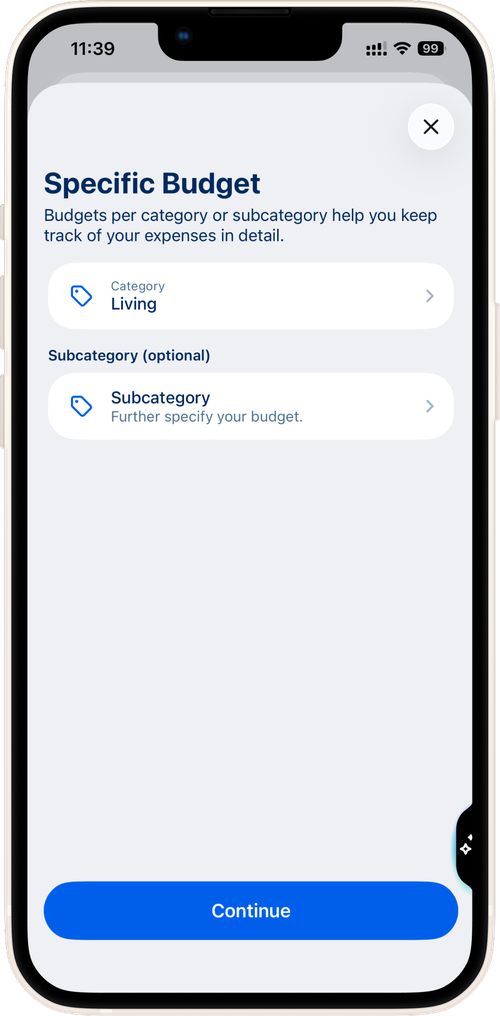 11:39
99
Specific Budget
Budgets per category or subcategory help you keep
track of your expenses in detail.
Category
Living
Subcategory (optional)
Subcategory
Further specify your budget.
Continue